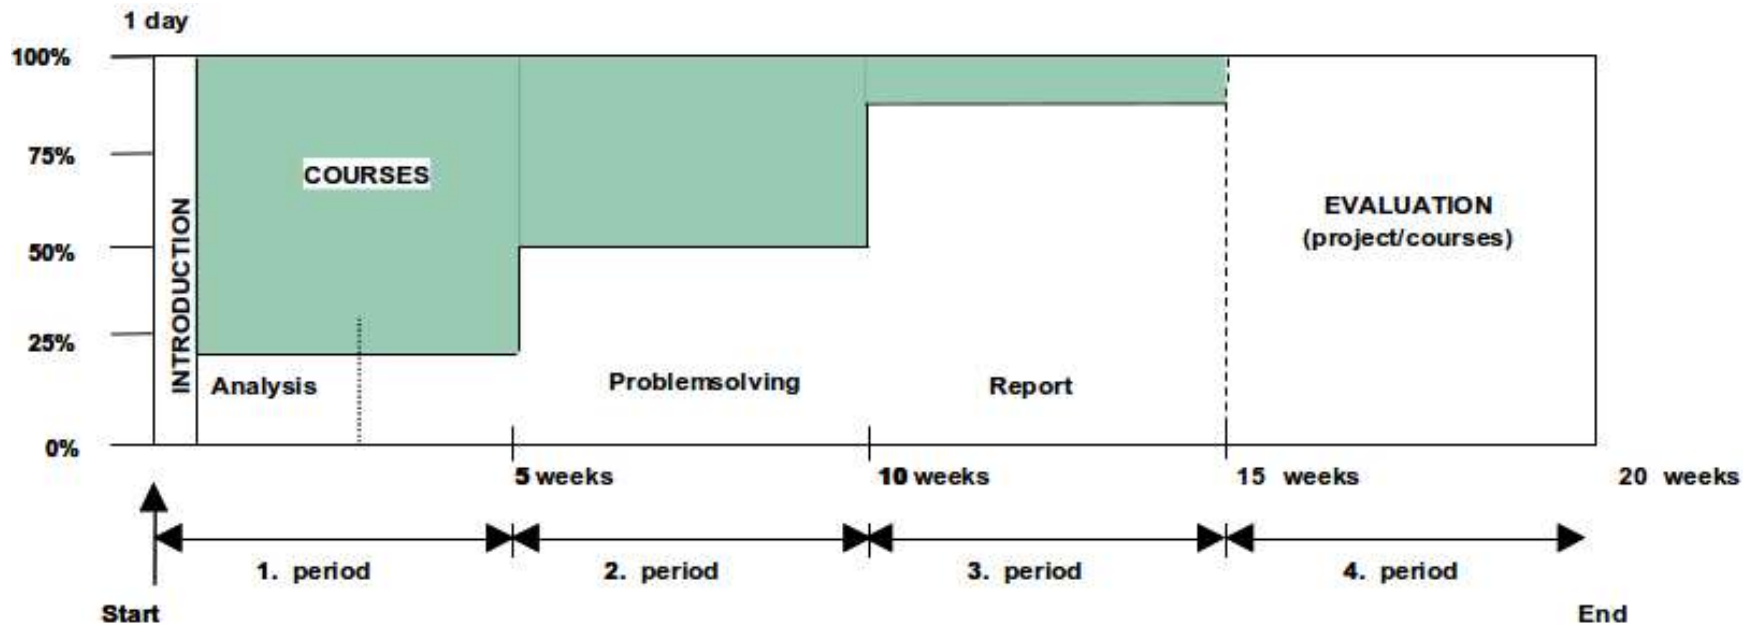 1 day
100%
75%
50%
25%
0%
INTRODUCTION
COURSES
EVALUATION
(project/courses)
Analysis
Problemsolving
Report
5 weeks
10 weeks
15 weeks
20 weeks
1. period
2. period
3. period
4. period
Start
End